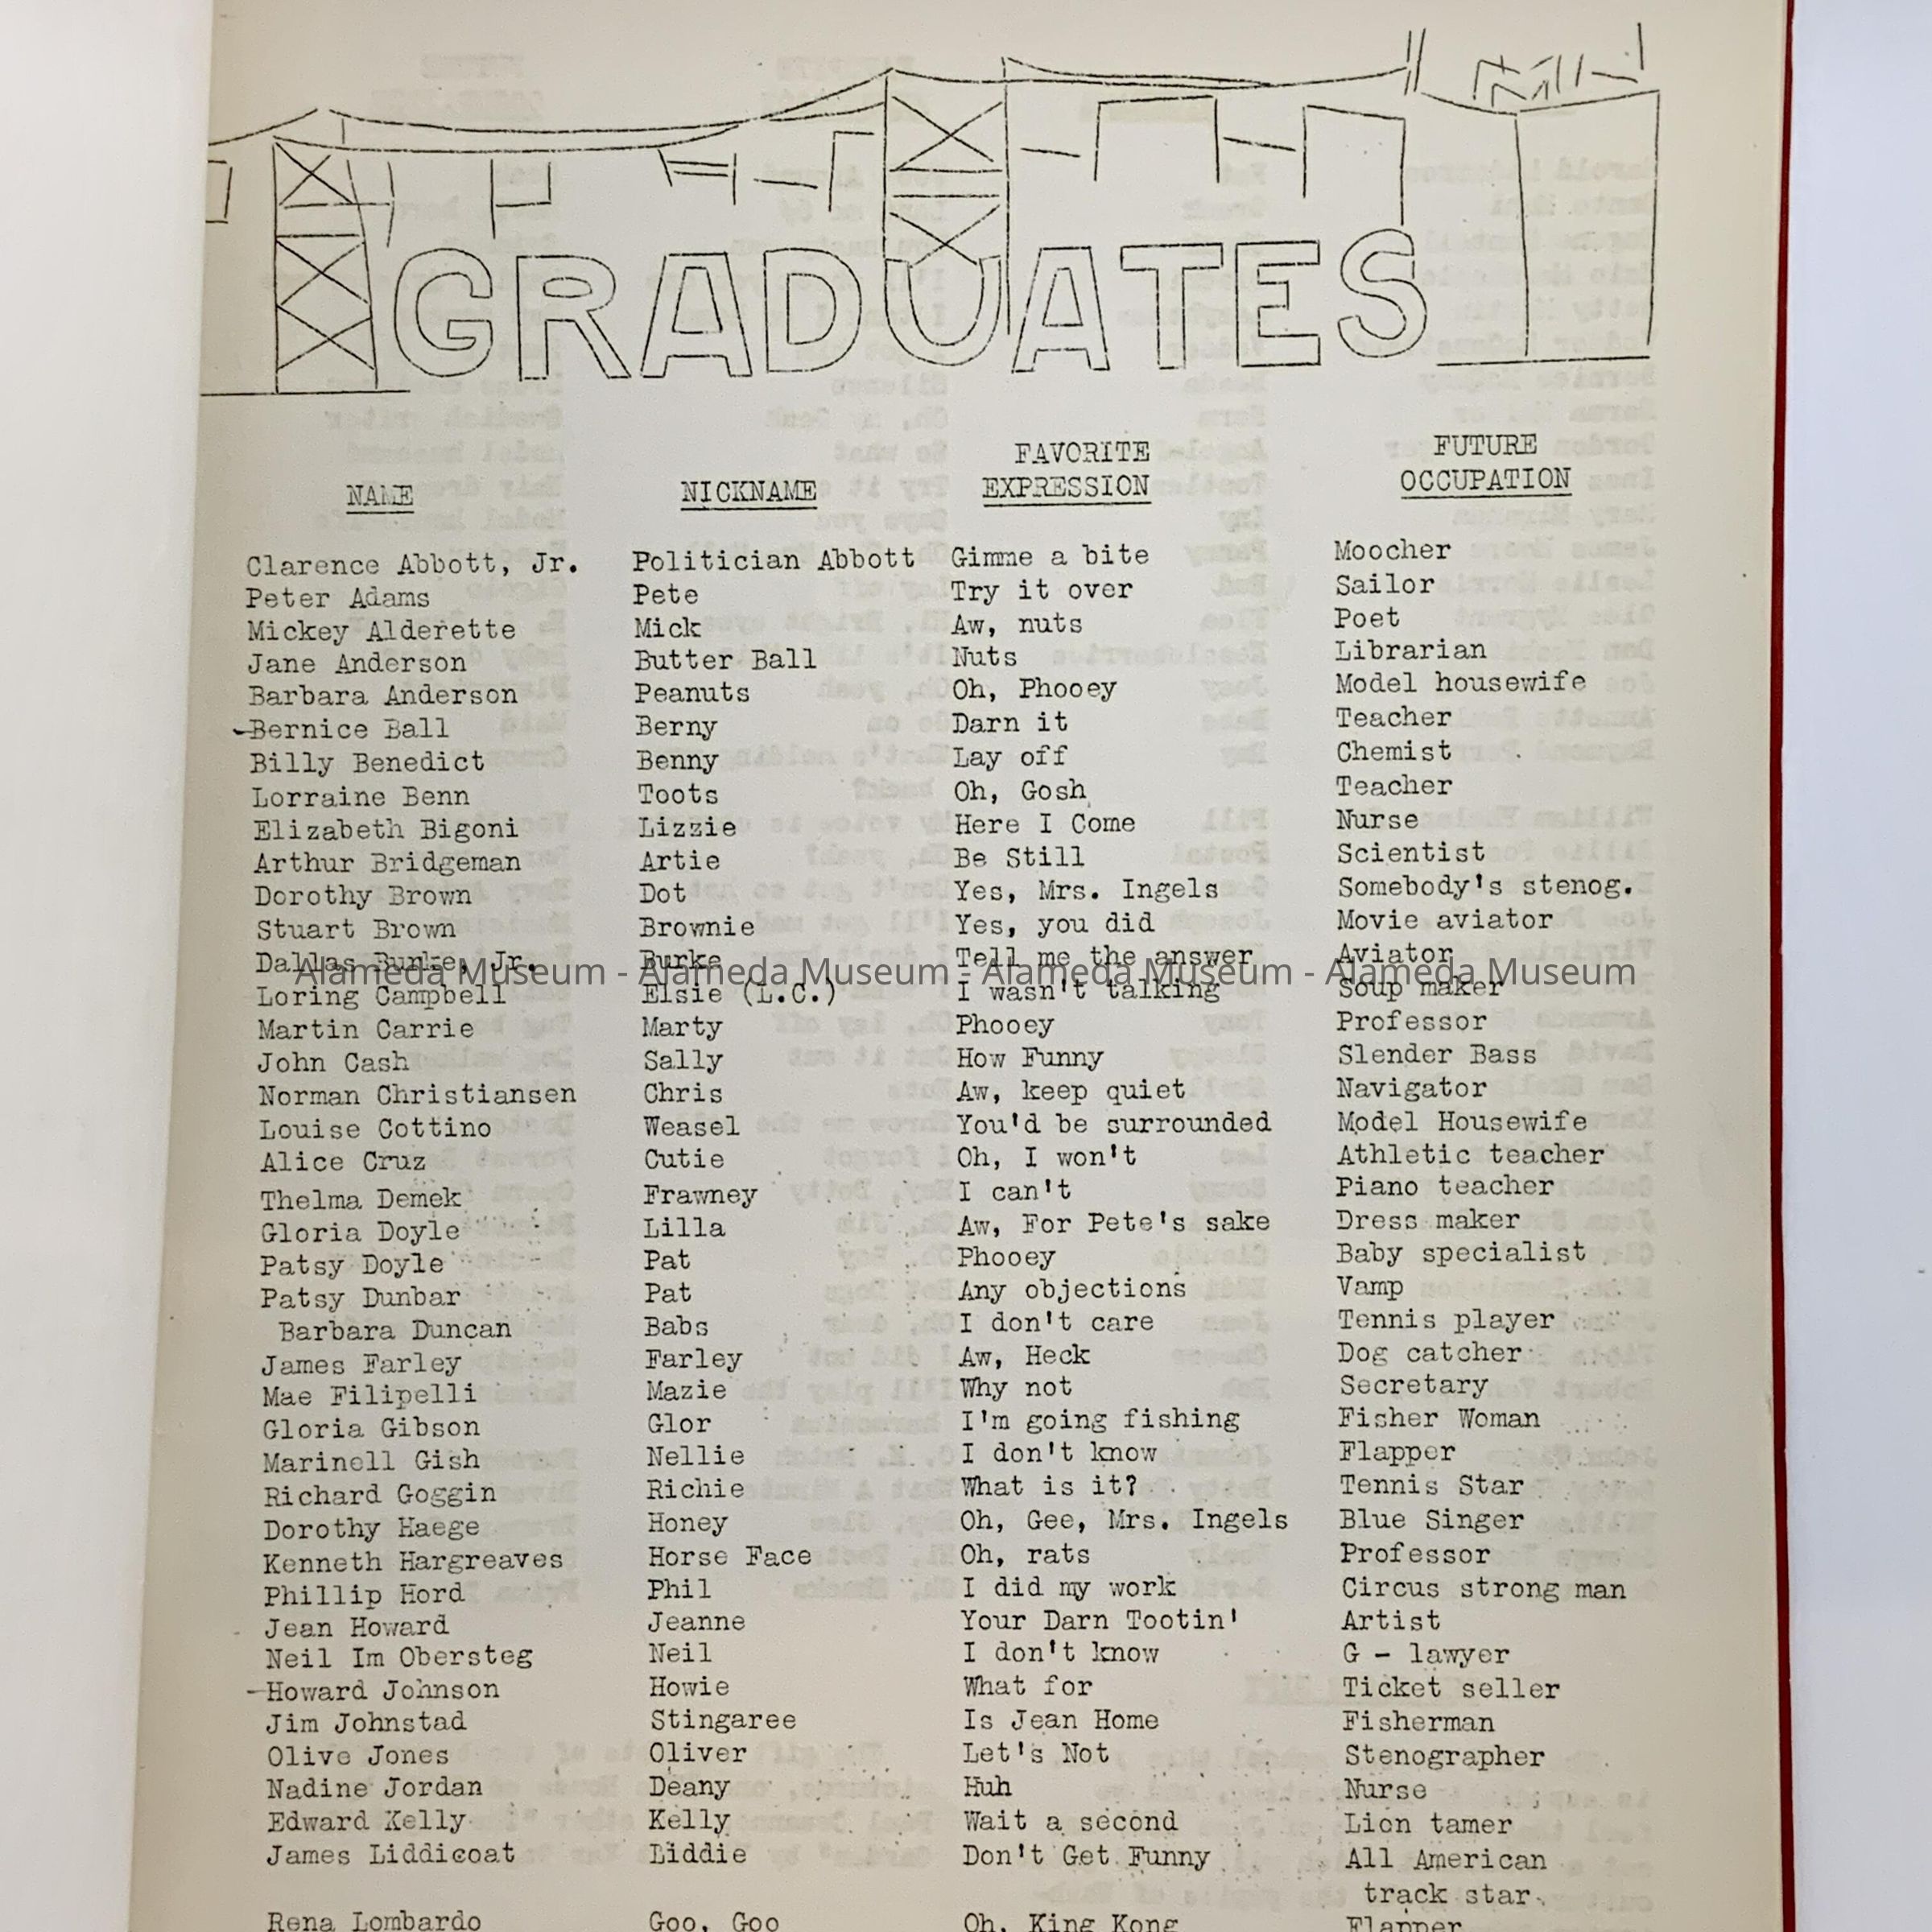 GRADUATES
NAME NICKNAME FAVORITE EXPRESSION FUTURE OCCUPATION
Clarence Abbott, Jr. Politician Abbott Gimme a bite Moocher
Peter Adams Pete Try it over Sailor
Mickey Alderette Mick Aw, nuts Poet
Jane Anderson Butter Ball Nuts Librarian
Barbara Anderson Peanuts Oh, Phooey Model housewife
Bernice Ball Berny Darn it Teacher
Billy Benedict Benny Lay off Chemist
Lorraine Benn Toots Oh, Gosh Teacher
Elizabeth Bigoni Lizzie Here I Come Nurse
Arthur Bridgeman Artie Be Still Scientist
Dorothy Brown Dot Yes, Mrs. Ingels Somebody's stenog.
Stuart Brown Brownie Yes, you did Movie aviator
Dallas Burke, Jr. Burke Tell me the answer Aviator
Alameda Museum - Alameda Museum - Alameda Museum - Alameda Museum
Loring Campbell Elsie (L.C.) I wasn't talking Soup maker
Martin Carrie Marty Phooey Professor
John Cash Sally How Funny Slender Bass
Norman Christiansen Chris Aw, keep quiet Navigator
Louise Cottino Weasel You'd be surrounded Model Housewife
Alice Cruz Cutie Oh, I won't Athletic teacher
Thelma Demek Frawney I can't Piano teacher
Gloria Doyle Lilla Aw, For Pete's sake Dress maker
Patsy Doyle Pat Phooey Baby specialist
Patsy Dunbar Pat Any objections Vamp
Barbara Duncan Babs I don't care Tennis player
James Farley Farley Aw, Heck Dog catcher
Mae Filipelli Mazie Why not Secretary
Gloria Gibson Glor I'm going fishing Fisher Woman
Marinell Gish Nellie I don't know Flapper
Richard Goggin Richie What is it? Tennis Star
Dorothy Haege Honey Oh, Gee, Mrs. Ingels Blue Singer
Kenneth Hargreaves Horse Face Oh, rats Professor
Phillip Hord Phil I did my work Circus strong man
Jean Howard Jeanne Your Darn Tootin' Artist
Neil Im Obersteg Neil I don't know G - lawyer
Howard Johnson Howie What for Ticket seller
Jim Johnstad Stingaree Is Jean Home Fisherman
Olive Jones Oliver Let's Not Stenographer
Nadine Jordan Deany Huh Nurse
Edward Kelly Kelly Wait a second Lion tamer
James Liddicoat Liddie Don't Get Funny All American
track star
Rena Lombardo Goo, Goo Oh, King Kong Flapper